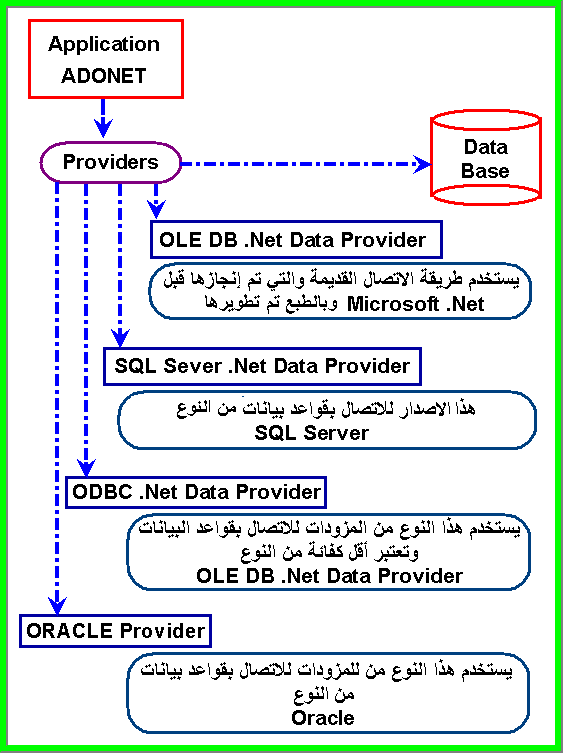 Application
ADONET
Providers
Data
Base
OLE DB .Net Data Provider
يستخدم طريقة الاتصال القديمة والتي تم إنجازها قبل
Microsoft .Net وبالطبع تم تطويرها
SQL Sever .Net Data Provider
هذا الاصدار للاتصال بقواعد بيانات من النوع
SQL Server
ODBC .Net Data Provider
يستخدم هذا النوع من المزودات للاتصال بقواعد البيانات
وتعتبر أقل كفائة من النوع
OLE DB .Net Data Provider
ORACLE Provider
يستخدم هذا النوع من للمزودات للاتصال بقواعد بيانات
من النوع
Oracle